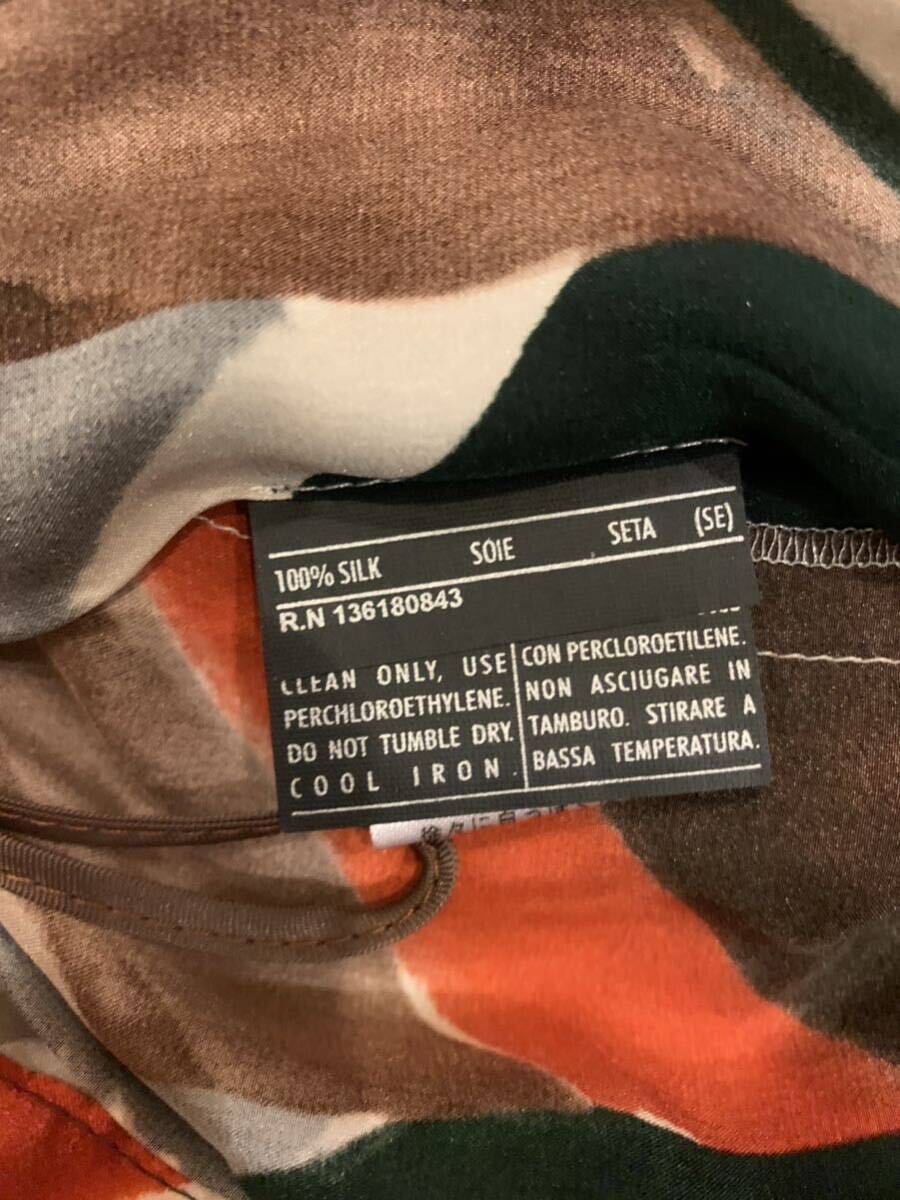 100% SILK SÓIE SETA (SE)
R.N 136180843
CLEAN ONLY, USE
PERCHLOROETHYLENE.
DO NOT TUMBLE DRY.
COOL IRON.
CON PERCLOROETILENE.
NON ASCIUGARE IN
TAMBURO. STIRARE A
BASSA TEMPERATURA.